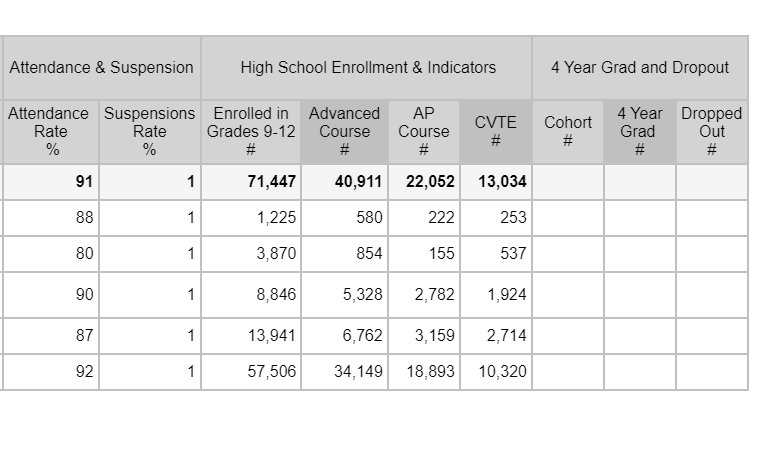 Attendance & Suspension High School Enrollment & Indicators 4 Year Grad and Dropout
Attendance Suspensions Enrolled in Advanced AP CVTE Cohort 4 Year Dropped
Rate Rate Grades 9-12 Course Course # # Grad Out
% % # # # # #
91 1 71,447 40,911 22,052 13,034
88 1 1,225 580 222 253
80 1 3,870 854 155 537
90 1 8,846 5,328 2,782 1,924
87 1 13,941 6,762 3,159 2,714
92 1 57,506 34,149 18,893 10,320